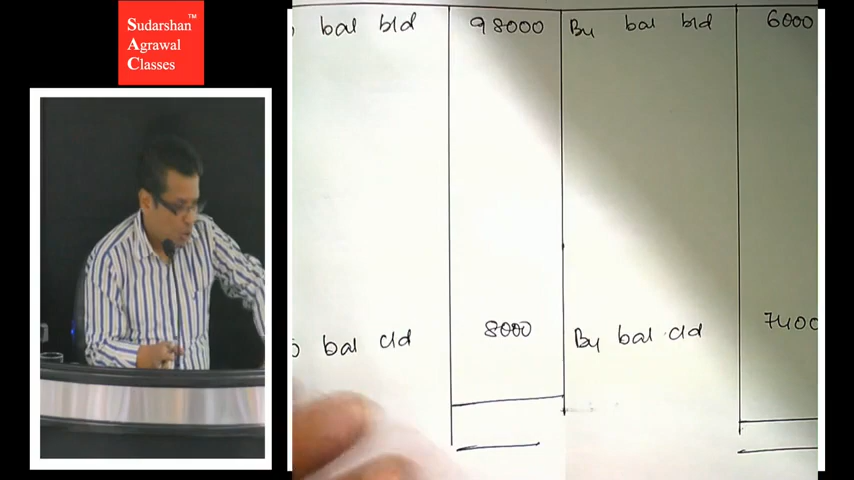 Sudarshan™
Agrawal
Classes
bal b/d 98000 By bal b/d 6000
bal c/d 8000 By bal c/d 7400